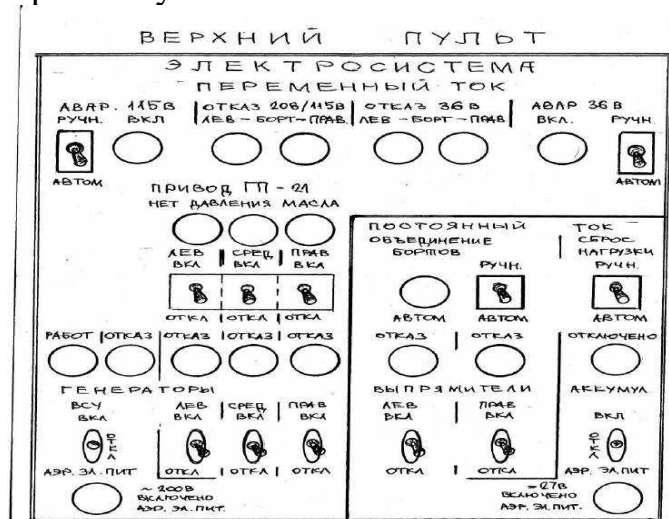 ВЕРХНИЙ ПУЛЬТ
ЭЛЕКТРОСИСТЕМА
ПЕРЕМЕННЫЙ ТОК
АВАР. 115В
РУЧН. ВКЛ
АВТОМ
ОТКАЗ 208/115В
ЛЕВ – БОРТ – ПРАВ.
ОТКАЗ 36В
ЛЕВ – БОРТ – ПРАВ
АВАР 36В
ВКЛ. РУЧН.
АВТОМ
ПРИВОД ГП – 21
НЕТ ДАВЛЕНИЯ МАСЛА
ЛЕВ СРЕД ПРАВ
ВКЛ ВКЛ ВКЛ
ОТКЛ ОТКЛ ОТКЛ
РАБОТ ОТКАЗ ОТКАЗ ОТКАЗ ОТКАЗ
ГЕНЕРАТОРЫ
ВСУ ЛЕВ СРЕД ПРАВ
ВКЛ ВКЛ ВКЛ ВКЛ
ОТКЛ
АЭР. ЭЛ. ПИТ ОТКЛ ОТКЛ ОТКЛ
~ 200В
ВКЛЮЧЕНО
АЭР. ЭЛ. ПИТ.
ПОСТОЯННЫЙ ТОК
ОБЪЕДИНЕНИЕ
БОРТОВ
РУЧН.
АВТОМ АВТОМ
СБРОС
НАГРУЗКИ
РУЧН.
АВТОМ
ОТКАЗ ОТКАЗ ОТКЛЮЧЕНО
ВЫПРЯМИТЕЛИ АККУМУЛ
ЛЕВ ПРАВ
ВКЛ ВКЛ ВКЛ
ОТКЛ
ОТКЛ ОТКЛ АЭР. ЭЛ. ПИТ
=27В
ВКЛЮЧЕНО
АЭР. ЭЛ. ПИТ.